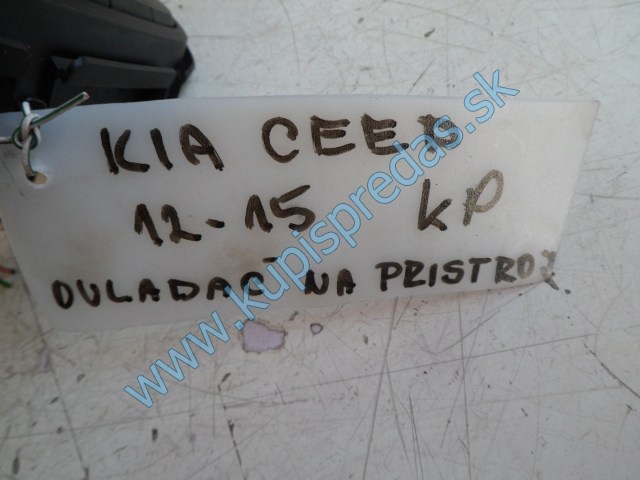 KIA CEED
12-15 KP
OVLADAČ NA PRISTROJ
www.kupispredas.sk